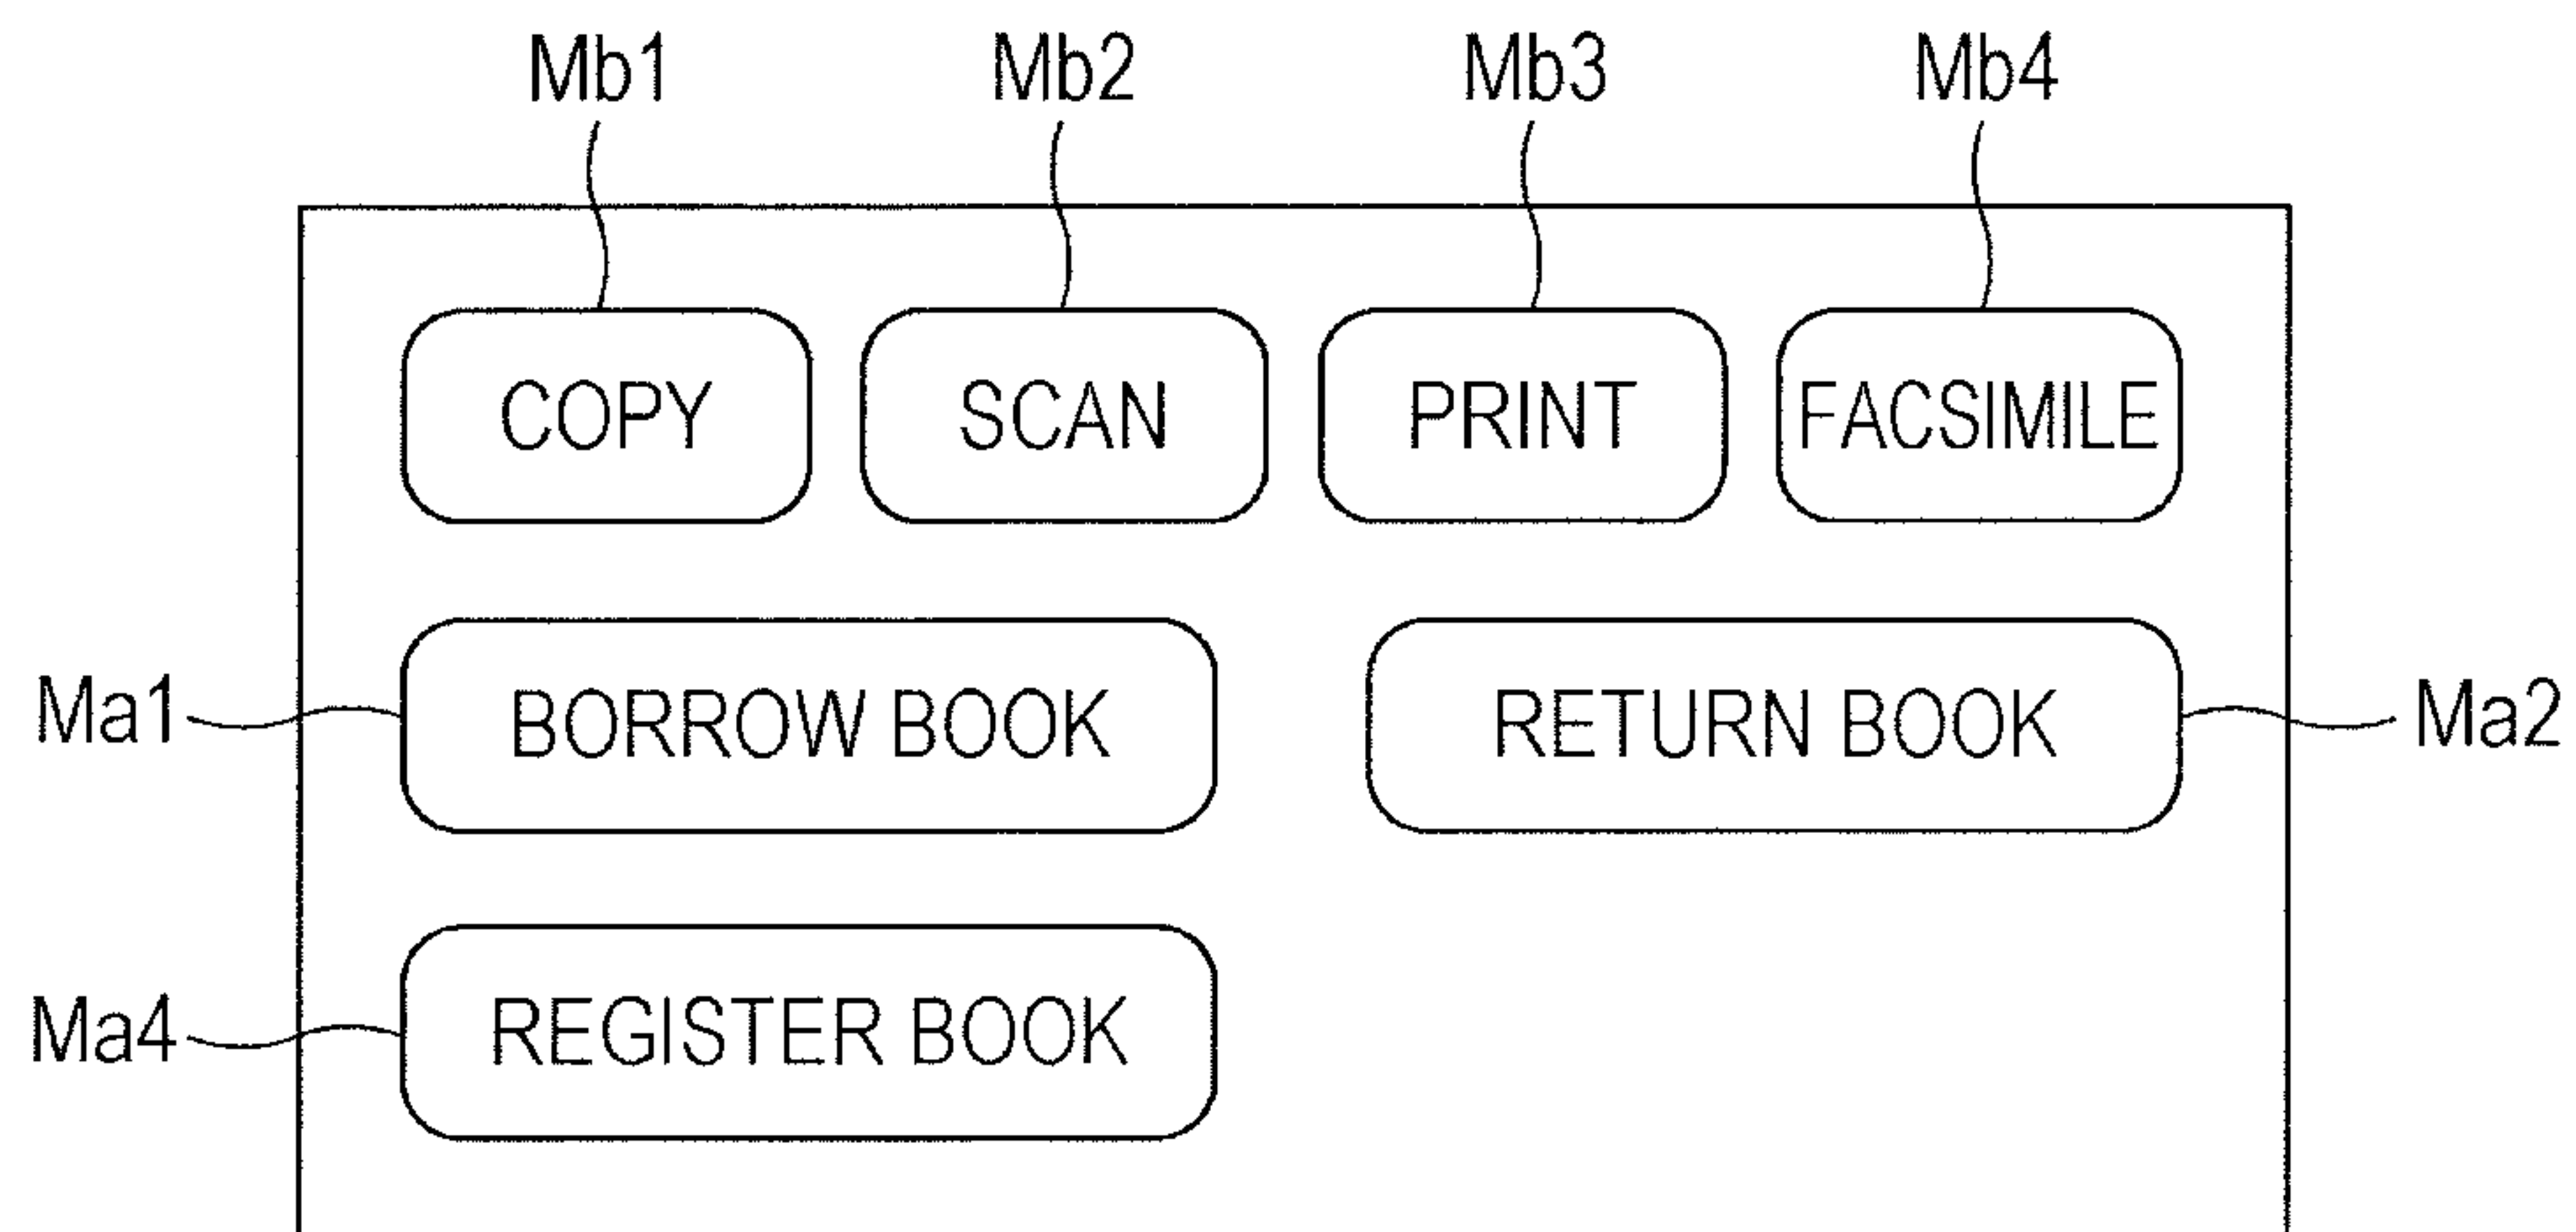 Mb1 Mb2 Mb3 Mb4
COPY SCAN PRINT FACSIMILE
Ma1 BORROW BOOK RETURN BOOK Ma2
Ma4 REGISTER BOOK